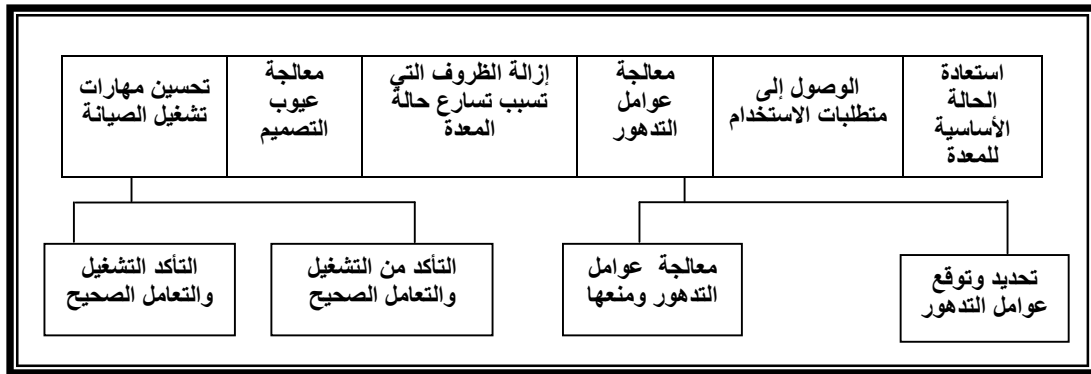 استعادة
الحالة
الأساسية
للمعدة
الوصول إلى
متطلبات الاستخدام
معالجة
عوامل
التدهور
إزالة الظروف التي
تسبب تسارع حالة
المعدة
معالجة
عيوب
التصميم
تحسين مهارات
تشغيل الصيانة
تحديد وتوقع
عوامل التدهور
معالجة عوامل
التدهور ومنعها
التأكد من التشغيل
والتعامل الصحيح
التأكد التشغيل
والتعامل الصحيح